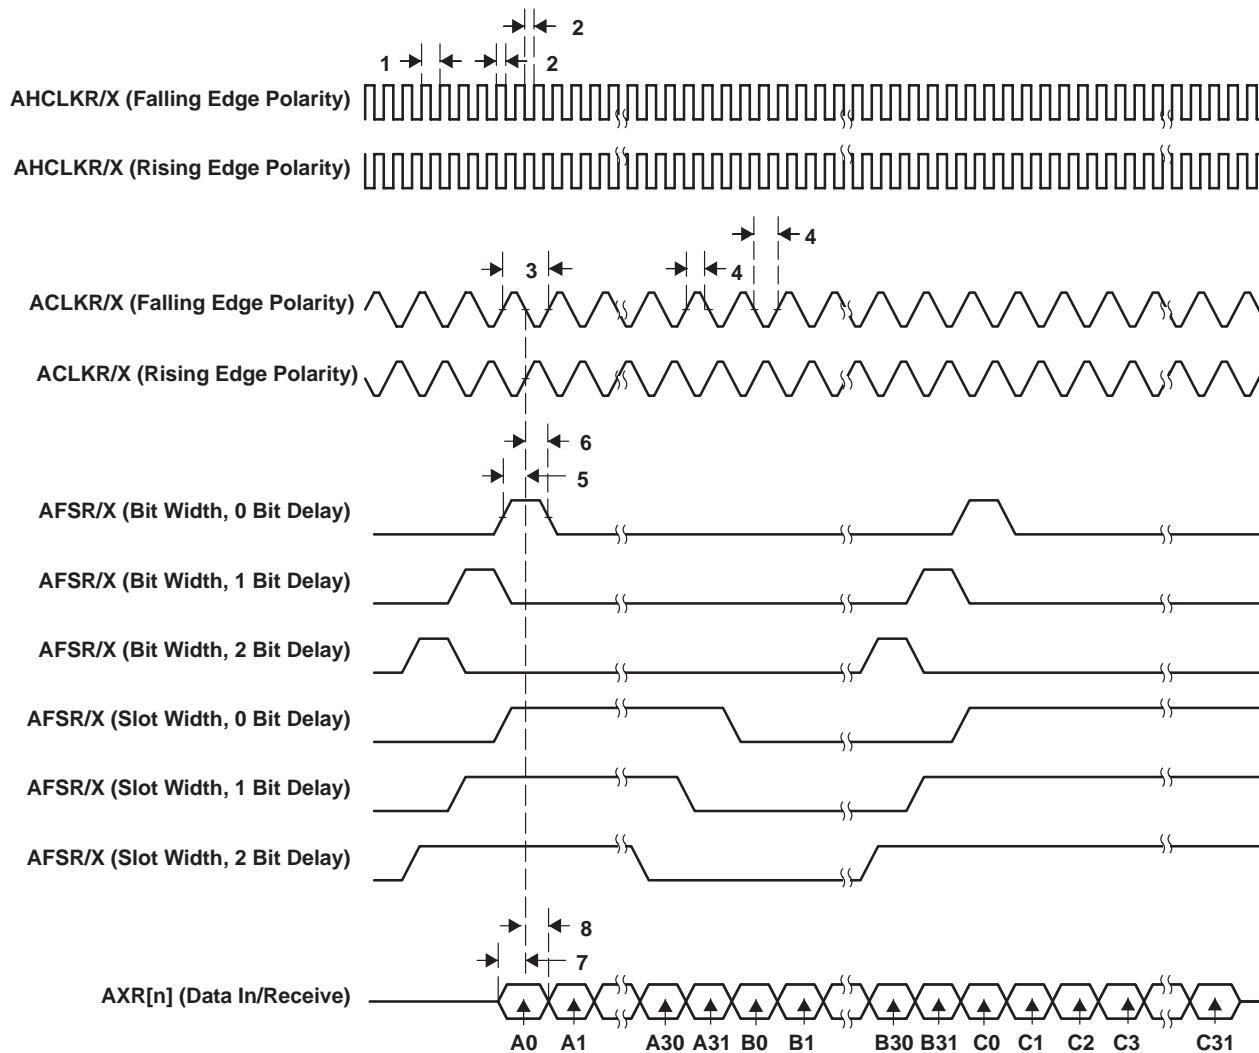 2
1
2
AHCLKR/X (Falling Edge Polarity)
AHCLKR/X (Rising Edge Polarity)
4
3
4
ACLKR/X (Falling Edge Polarity)
ACLKR/X (Rising Edge Polarity)
6
5
AFSR/X (Bit Width, 0 Bit Delay)
AFSR/X (Bit Width, 1 Bit Delay)
AFSR/X (Bit Width, 2 Bit Delay)
AFSR/X (Slot Width, 0 Bit Delay)
AFSR/X (Slot Width, 1 Bit Delay)
AFSR/X (Slot Width, 2 Bit Delay)
8
7
AXR[n] (Data In/Receive)
A0 A1 A30 A31 B0 B1 B30 B31 C0 C1 C2 C3 C31